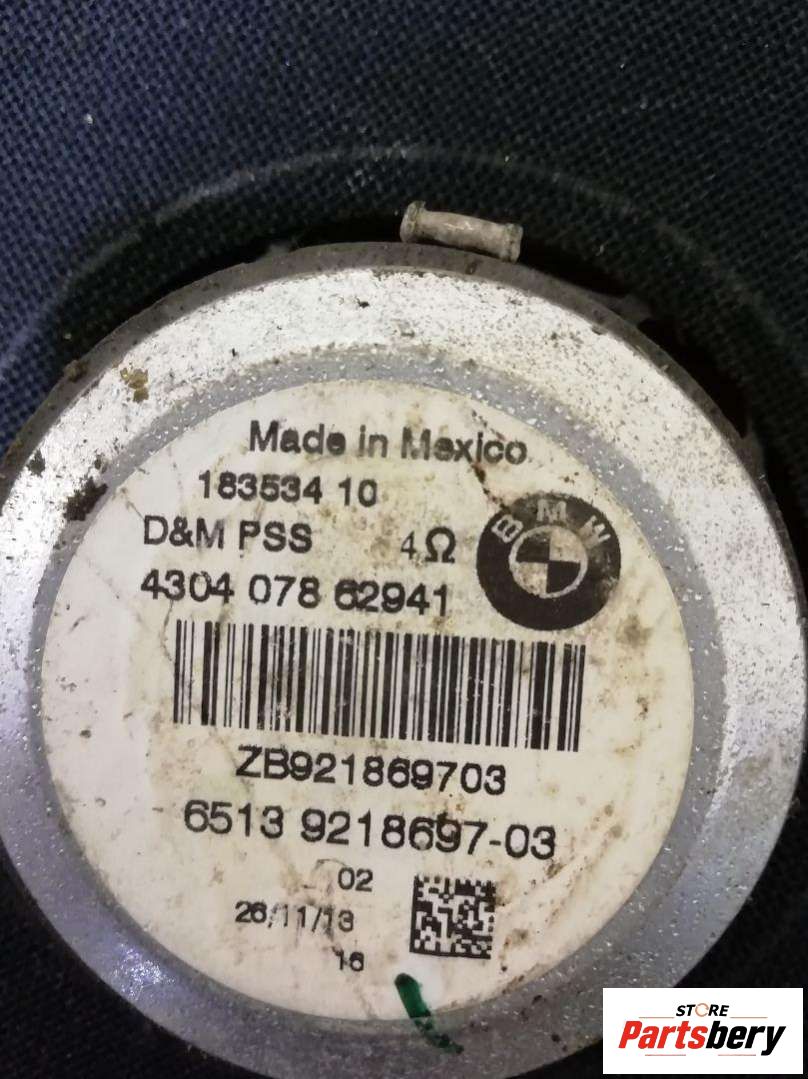 Made in Mexico
183534 10
D&M PSS 4Ω
BMW
4304 078 62941
ZB921869703
6513 9218697-03
02
26/11/13
16
STORE
Partsbery